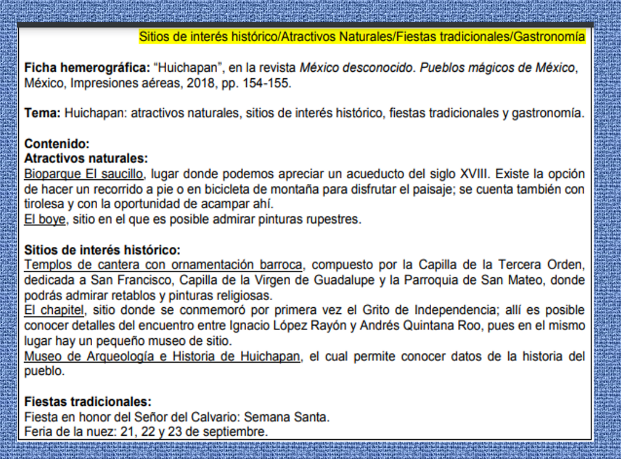 Sitios de interés histórico/Atractivos Naturales/Fiestas tradicionales/Gastronomía
Ficha hemerográfica: “Huichapan”, en la revista México desconocido. Pueblos mágicos de México,
México, Impresiones aéreas, 2018, pp. 154-155.
Tema: Huichapan: atractivos naturales, sitios de interés histórico, fiestas tradicionales y gastronomía.
Contenido:
Atractivos naturales:
Bioparque El saucillo, lugar donde podemos apreciar un acueducto del siglo XVIII. Existe la opción
de hacer un recorrido a pie o en bicicleta de montaña para disfrutar el paisaje; se cuenta también con
tirolesa y con la oportunidad de acampar ahí.
El boye, sitio en el que es posible admirar pinturas rupestres.
Sitios de interés histórico:
Templos de cantera con ornamentación barroca, compuesto por la Capilla de la Tercera Orden,
dedicada a San Francisco, Capilla de la Virgen de Guadalupe y la Parroquia de San Mateo, donde
podrás admirar retablos y pinturas religiosas.
El chapitel, sitio donde se conmemoró por primera vez el Grito de Independencia; allí es posible
conocer detalles del encuentro entre Ignacio López Rayón y Andrés Quintana Roo, pues en el mismo
lugar hay un pequeño museo de sitio.
Museo de Arqueología e Historia de Huichapan, el cual permite conocer datos de la historia del
pueblo.
Fiestas tradicionales:
Fiesta en honor del Señor del Calvario: Semana Santa.
Feria de la nuez: 21, 22 y 23 de septiembre.